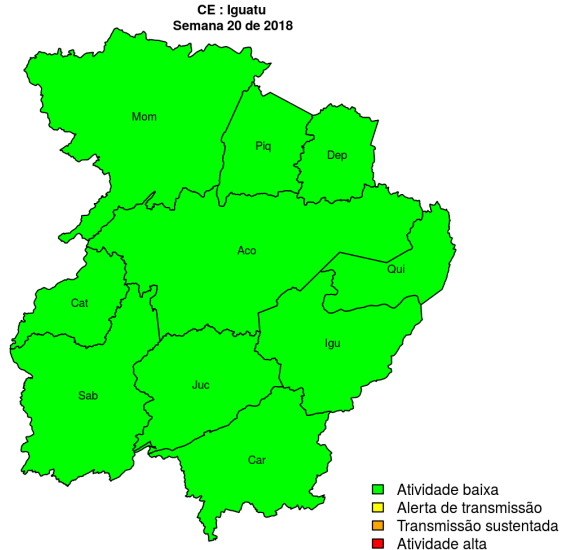 CE : Iguatu
Semana 20 de 2018
Mom
Piq
Dep
Aco
Qui
Cat
Igu
Juc
Sab
Car
Atividade baixa
Alerta de transmissão
Transmissão sustentada
Atividade alta